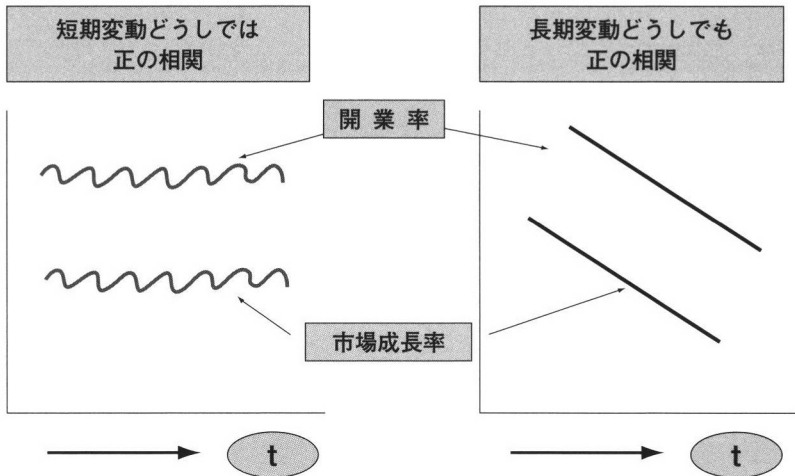 短期変動どうしでは
正の相関
長期変動どうしでも
正の相関
開業率
市場成長率
t
t